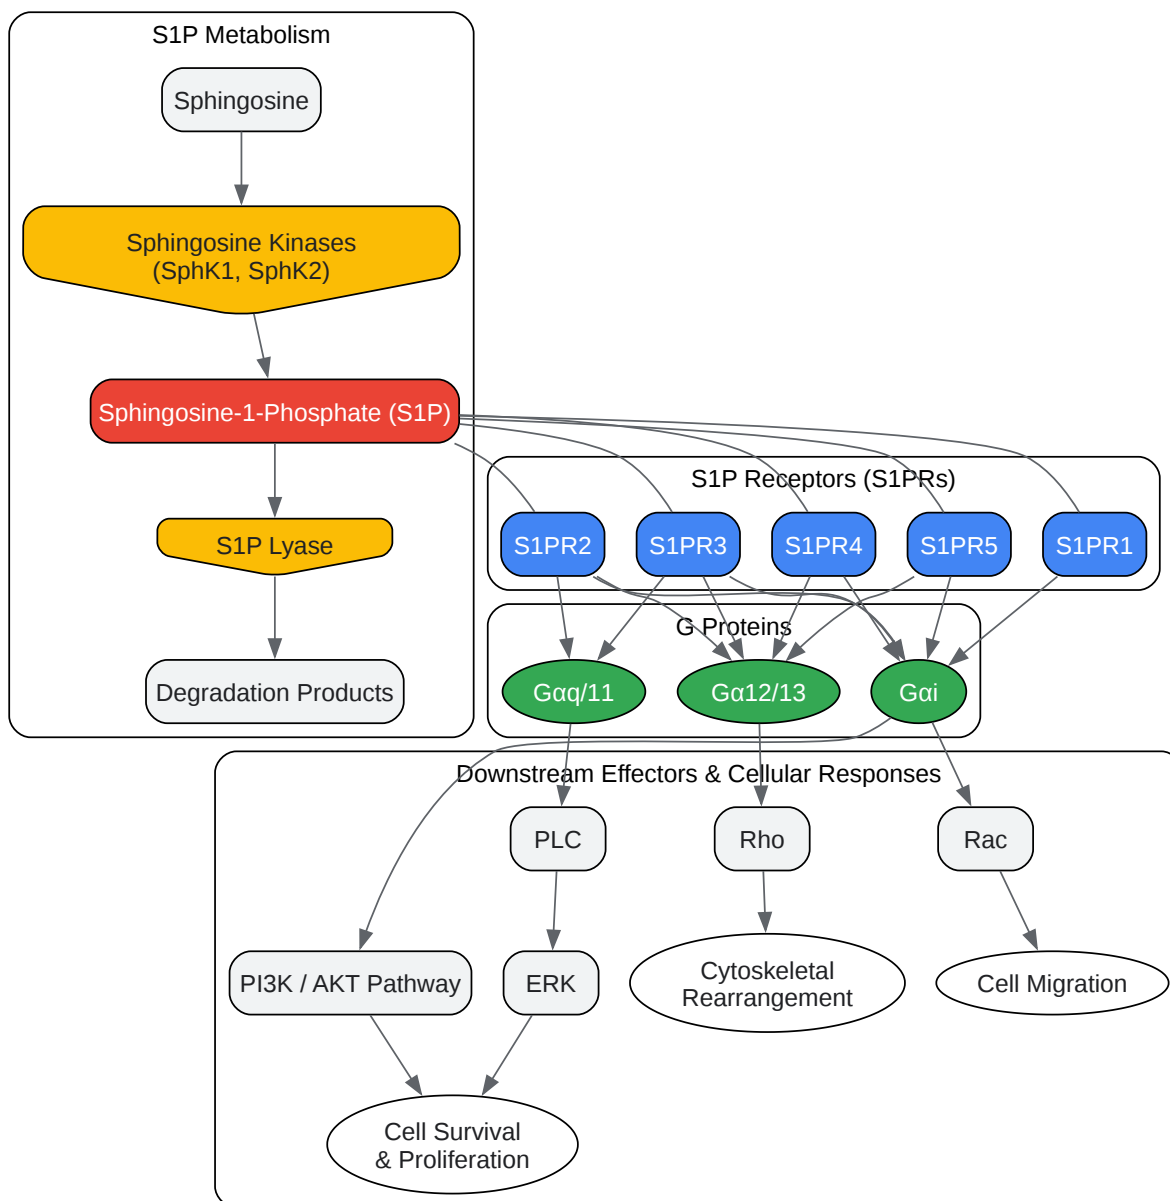 S1P Metabolism
Sphingosine
Sphingosine Kinases
(SphK1, SphK2)
Sphingosine-1-Phosphate (S1P)
S1P Lyase
Degradation Products
S1P Receptors (S1PRs)
S1PR2
S1PR3
S1PR4
S1PR5
S1PR1
G Proteins
Gαq/11
Gα12/13
Gαi
Downstream Effectors & Cellular Responses
PLC
Rho
Rac
PI3K / AKT Pathway
ERK
Cytoskeletal
Rearrangement
Cell Migration
Cell Survival
& Proliferation